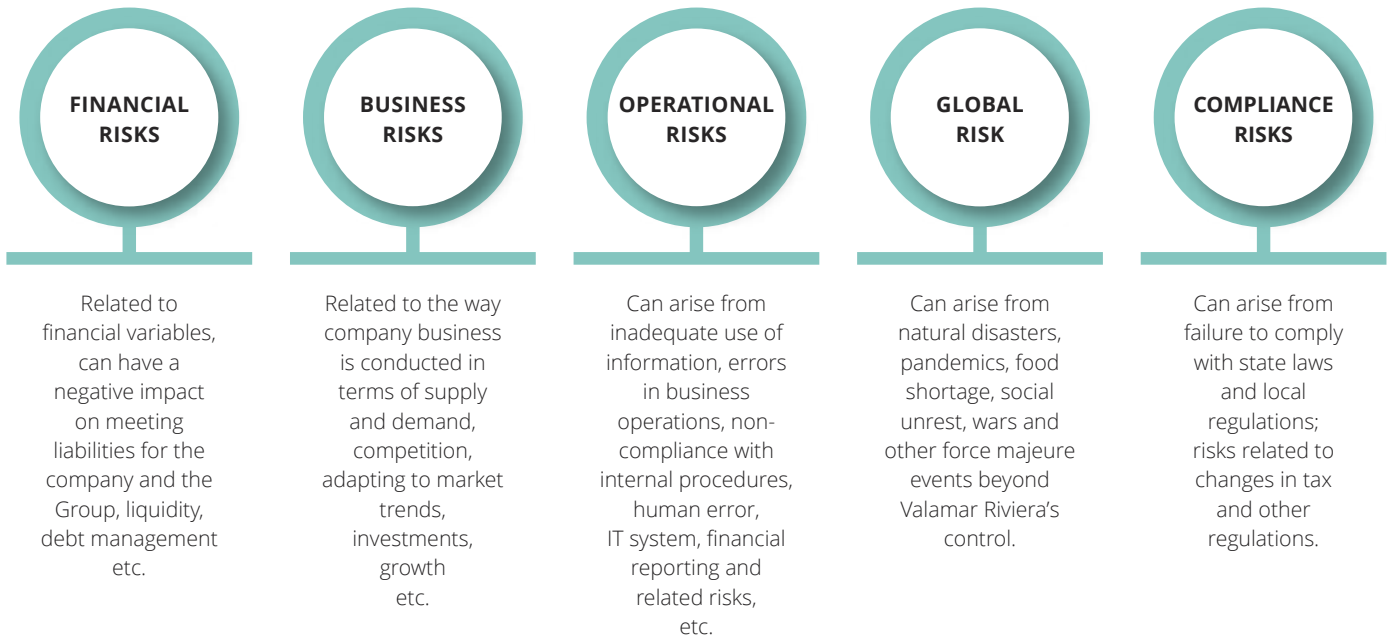 FINANCIAL
RISKS
Related to
financial variables,
can have a
negative impact
on meeting
liabilities for the
company and the
Group, liquidity,
debt management
etc.
BUSINESS
RISKS
Related to the way
company business
is conducted in
terms of supply
and demand,
competition,
adapting to market
trends,
investments,
growth
etc.
OPERATIONAL
RISKS
Can arise from
inadequate use of
information, errors
in business
operations, non-
compliance with
internal procedures,
human error,
IT system, financial
reporting and
related risks,
etc.
GLOBAL
RISK
Can arise from
natural disasters,
pandemics, food
shortage, social
unrest, wars and
other force majeure
events beyond
Valamar Riviera’s
control.
COMPLIANCE
RISKS
Can arise from
failure to comply
with state laws
and local
regulations;
risks related to
changes in tax
and other
regulations.